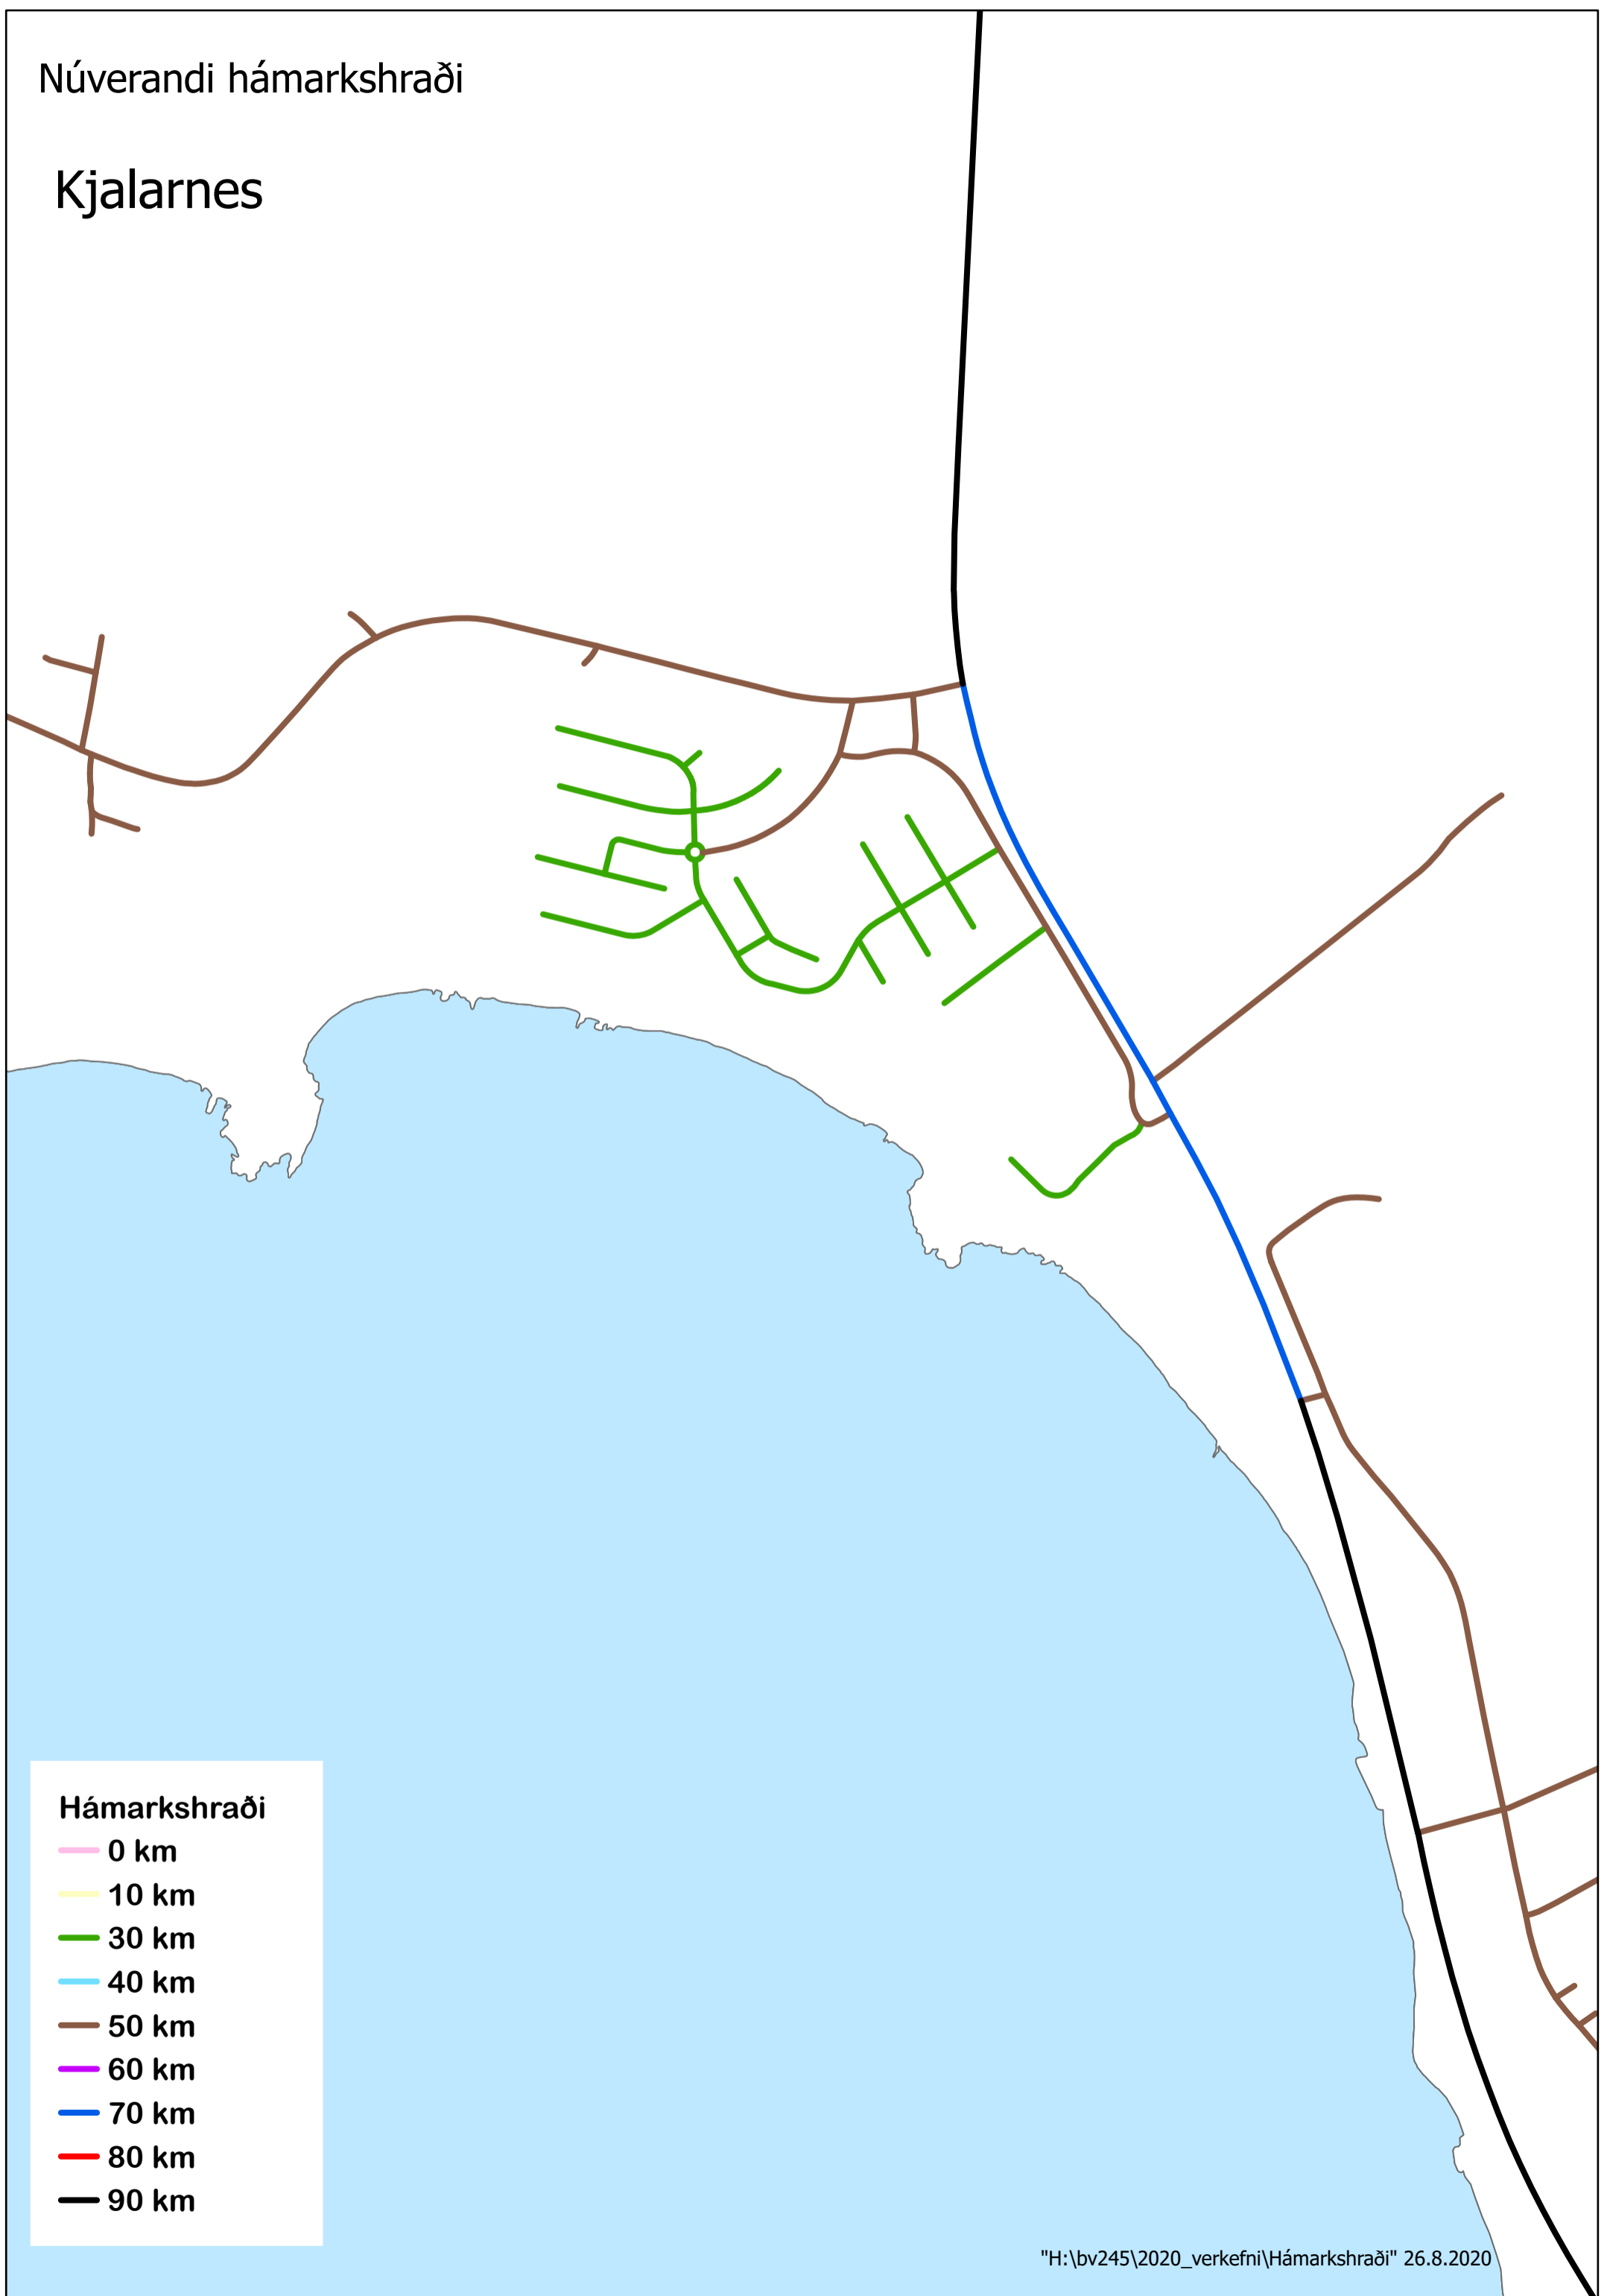 Núverandi hámarkshraði
Kjalarnes
Hámarkshraði
0 km
10 km
30 km
40 km
50 km
60 km
70 km
80 km
90 km
"H:\bv245\2020_verkefni\Hámarkshraði" 26.8.2020